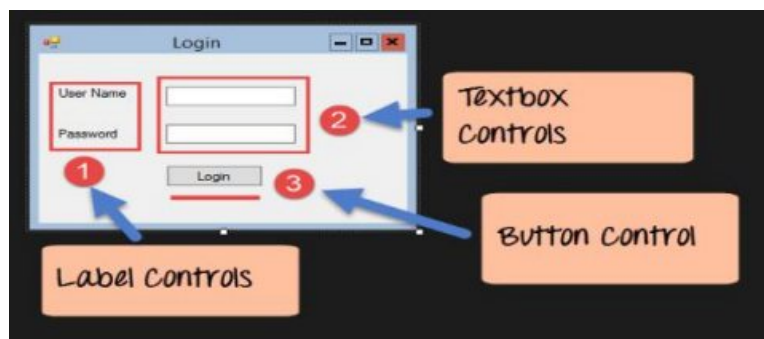 Login
User Name
Password
Login
1
2
3
Textbox
Controls
Button Control
Label Controls